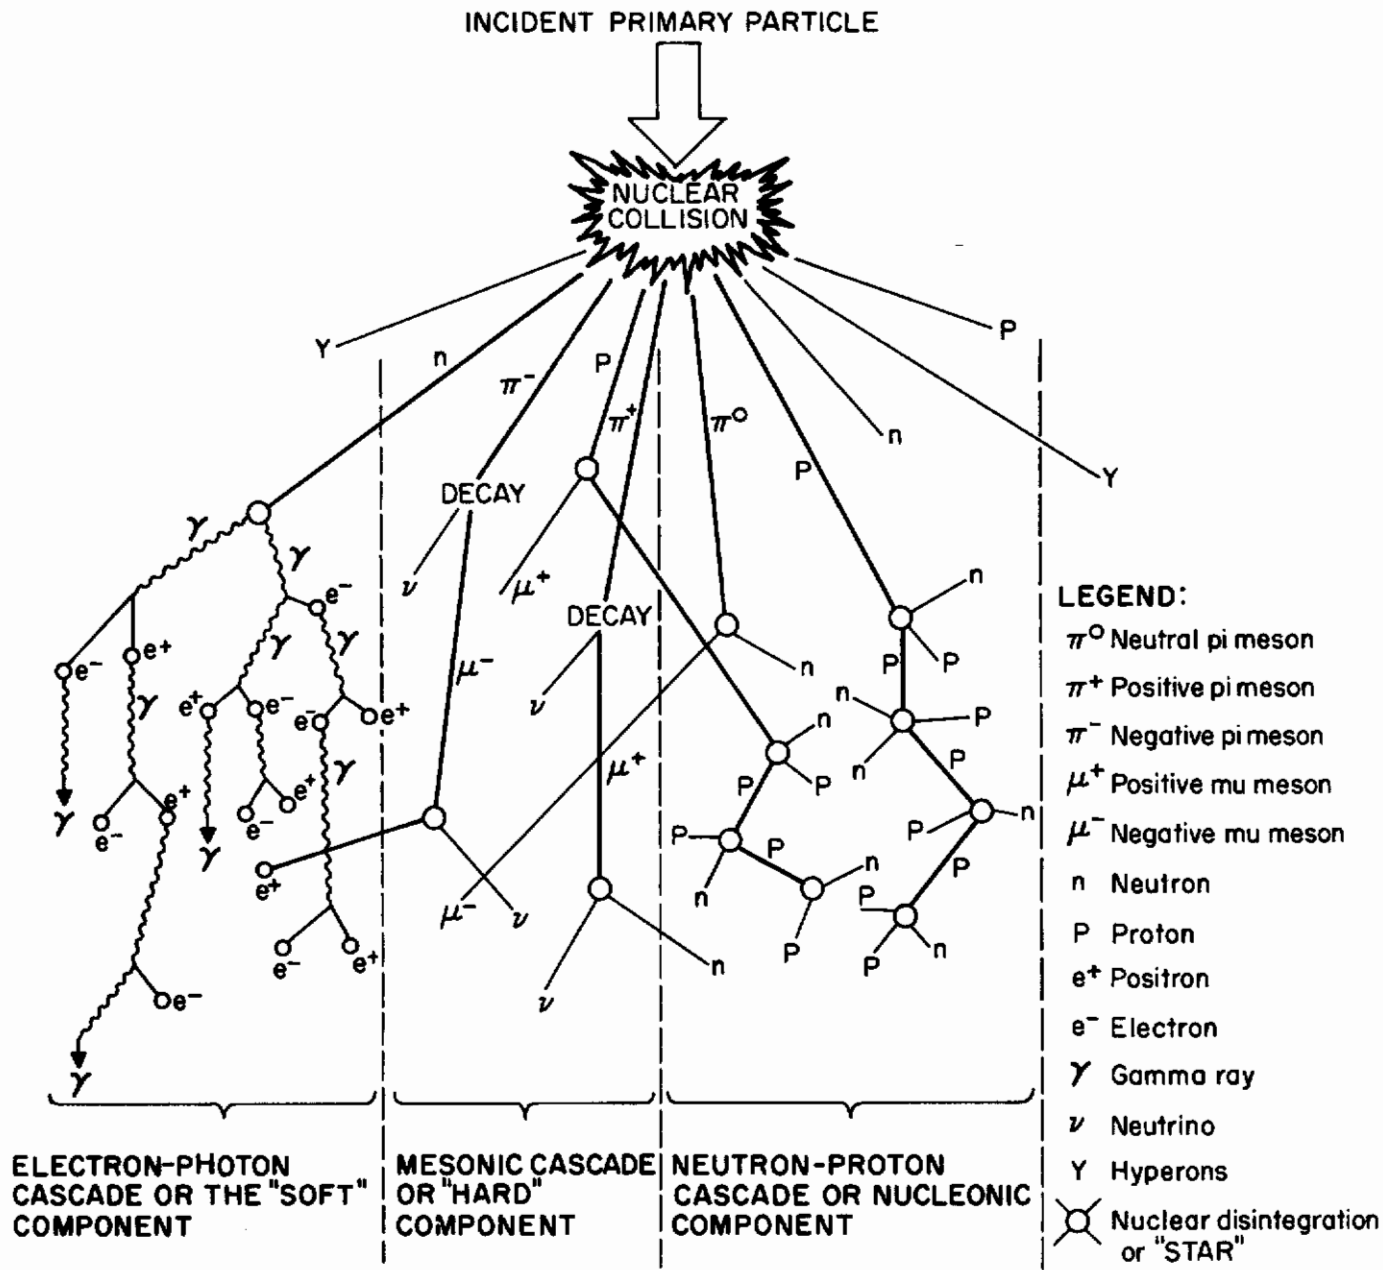 INCIDENT PRIMARY PARTICLE
NUCLEAR
COLLISION
Y
P
n
π⁻
P
π⁺
π⁰
n
P
Y
DECAY
γ
γ
ν
μ⁺
DECAY
n
e⁻
e⁻
e⁺
γ
γ
μ⁻
n
P
P
γ
e⁺
e⁻
e⁻
e⁺
ν
n
P
n
P
n
γ
μ⁺
P
P
P
γ
e⁻
e⁺
e⁻
e⁺
P
P
P
n
P
γ
e⁺
n
n
P
μ⁻
ν
P
n
e⁻
e⁺
n
P
P
e⁻
ν
γ
LEGEND:
π⁰ Neutral pi meson
π⁺ Positive pi meson
π⁻ Negative pi meson
μ⁺ Positive mu meson
μ⁻ Negative mu meson
n Neutron
P Proton
e⁺ Positron
e⁻ Electron
γ Gamma ray
ν Neutrino
Y Hyperons
Nuclear disintegration
or "STAR"
ELECTRON-PHOTON
CASCADE OR THE "SOFT"
COMPONENT
MESONIC CASCADE
OR "HARD"
COMPONENT
NEUTRON-PROTON
CASCADE OR NUCLEONIC
COMPONENT